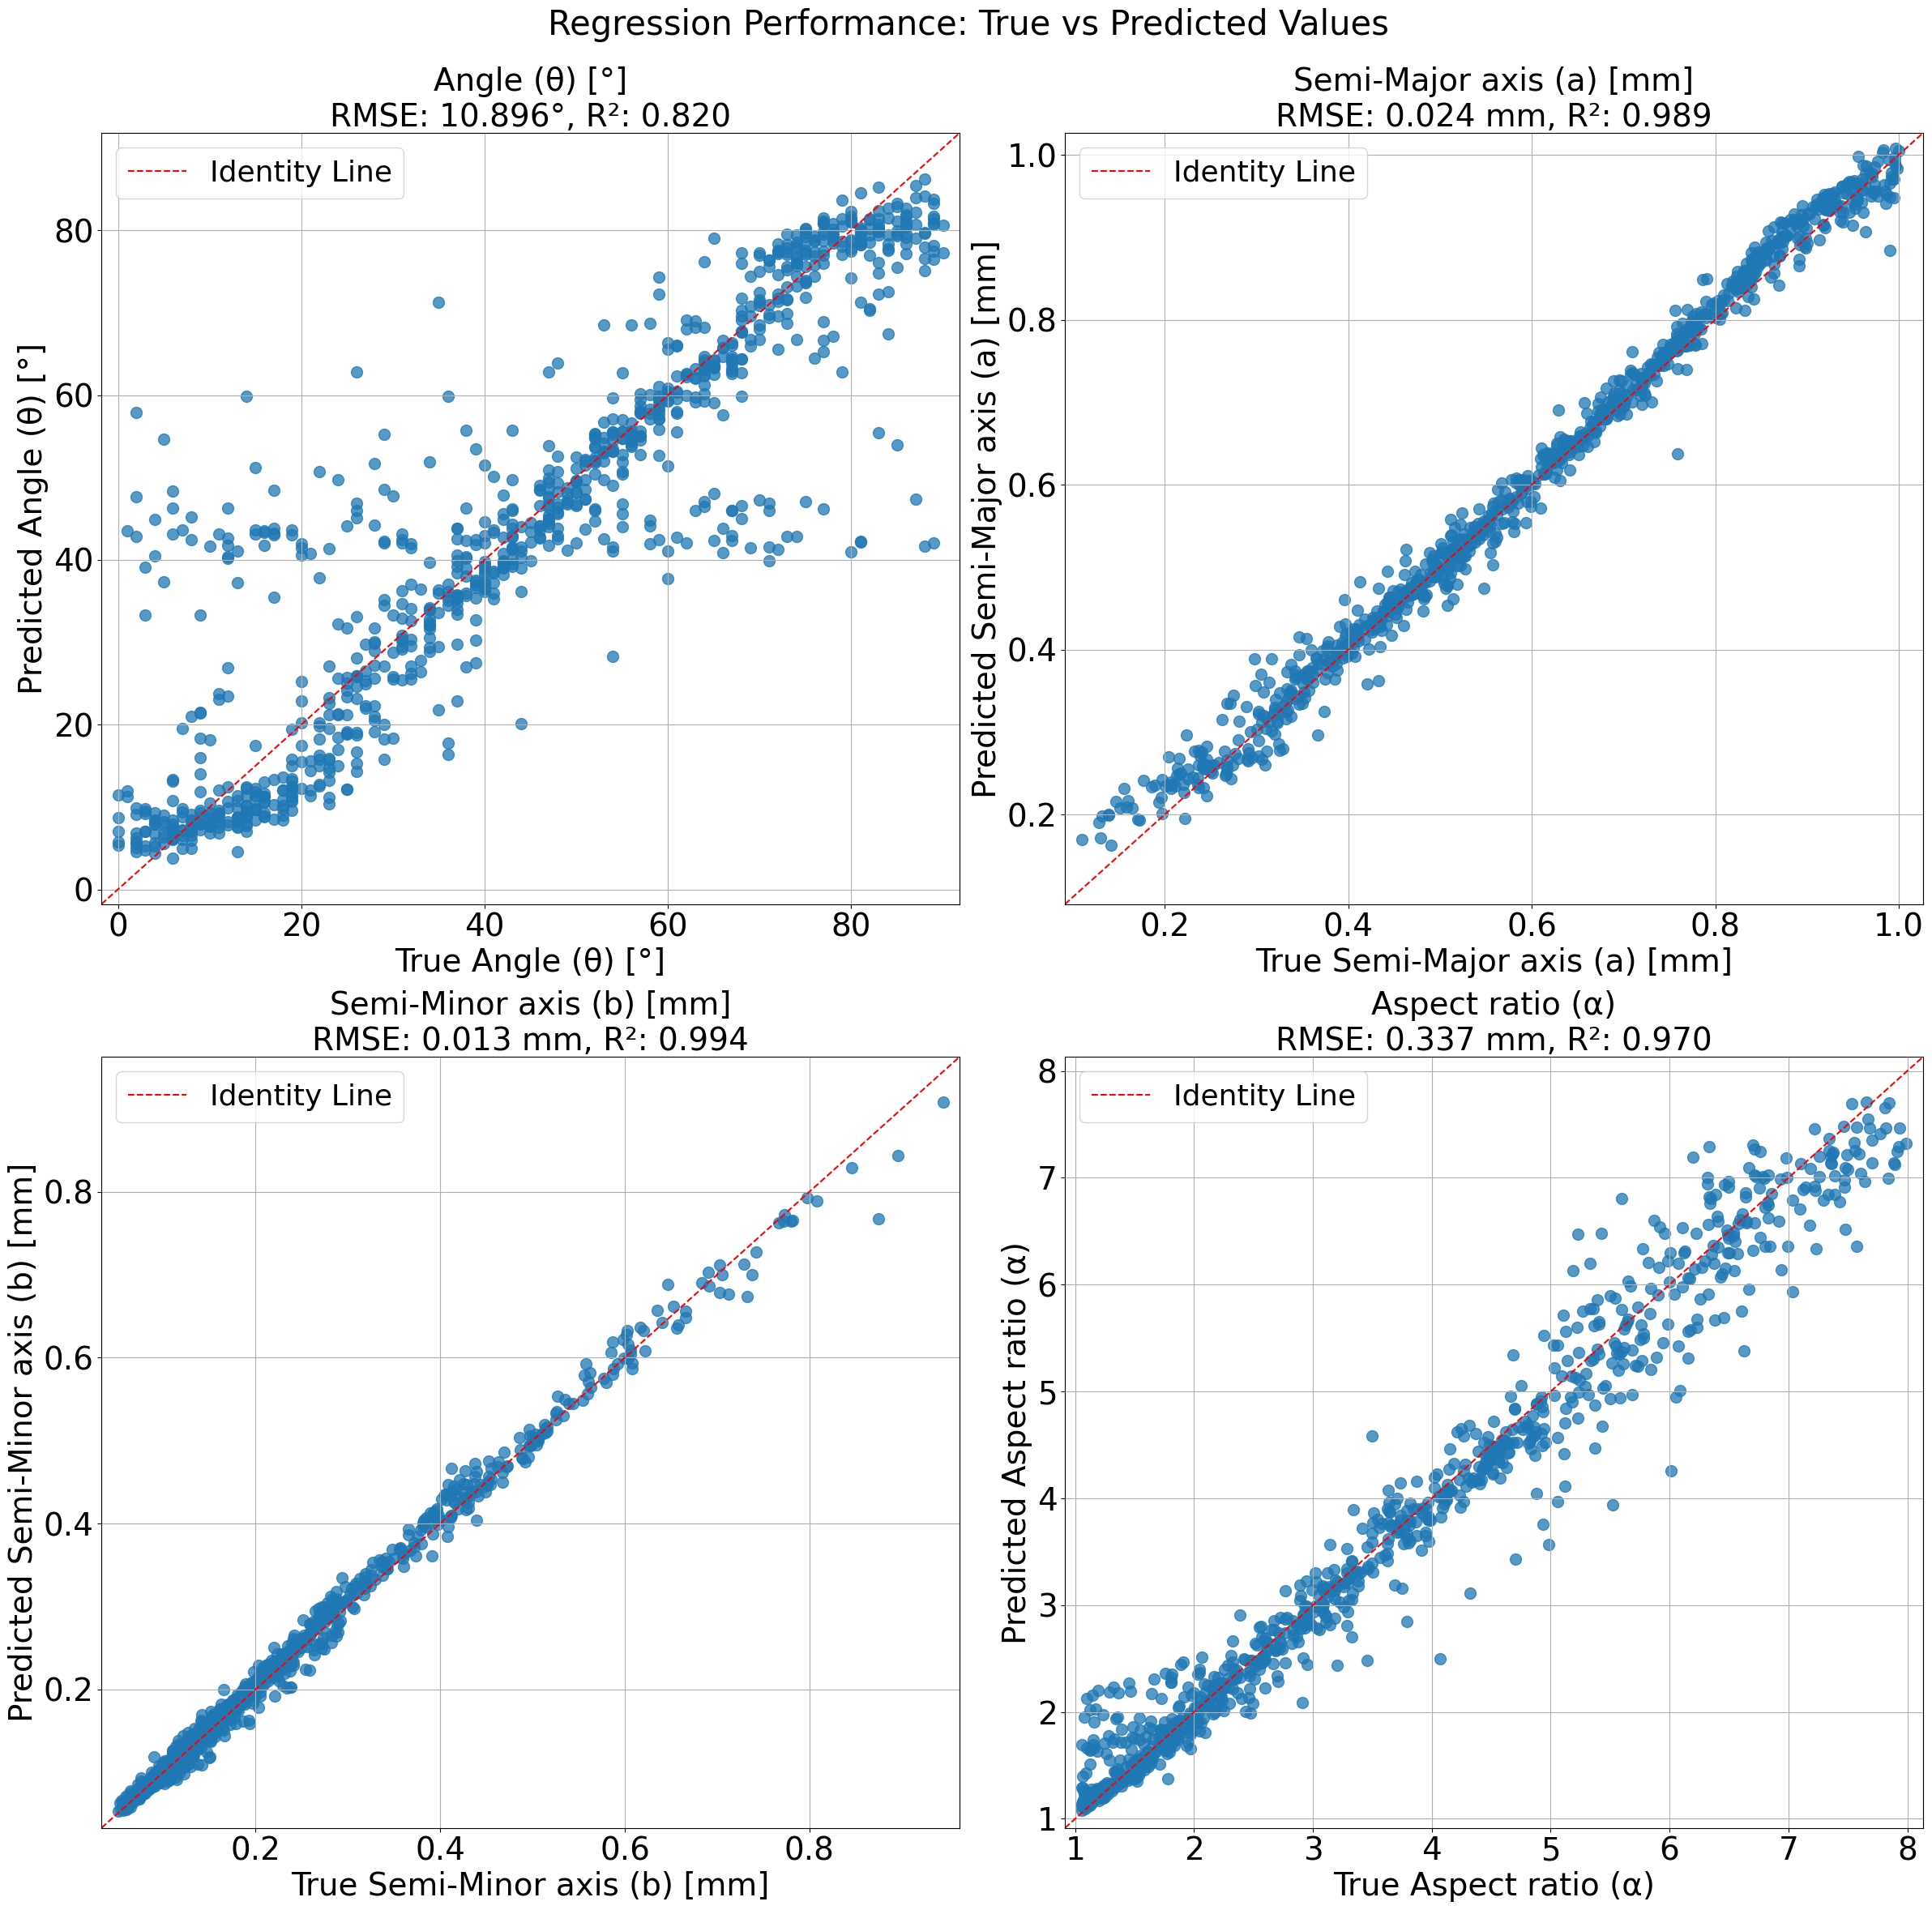 Regression Performance: True vs Predicted Values
Angle (θ) [°]
RMSE: 10.896°, R²: 0.820
Identity Line
80
60
40
20
0
Predicted Angle (θ) [°]
0 20 40 60 80
True Angle (θ) [°]
Semi-Major axis (a) [mm]
RMSE: 0.024 mm, R²: 0.989
Identity Line
1.0
0.8
0.6
0.4
0.2
Predicted Semi-Major axis (a) [mm]
0.2 0.4 0.6 0.8 1.0
True Semi-Major axis (a) [mm]
Semi-Minor axis (b) [mm]
RMSE: 0.013 mm, R²: 0.994
Identity Line
0.8
0.6
0.4
0.2
Predicted Semi-Minor axis (b) [mm]
0.2 0.4 0.6 0.8
True Semi-Minor axis (b) [mm]
Aspect ratio (α)
RMSE: 0.337 mm, R²: 0.970
Identity Line
8
7
6
5
4
3
2
1
Predicted Aspect ratio (α)
1 2 3 4 5 6 7 8
True Aspect ratio (α)